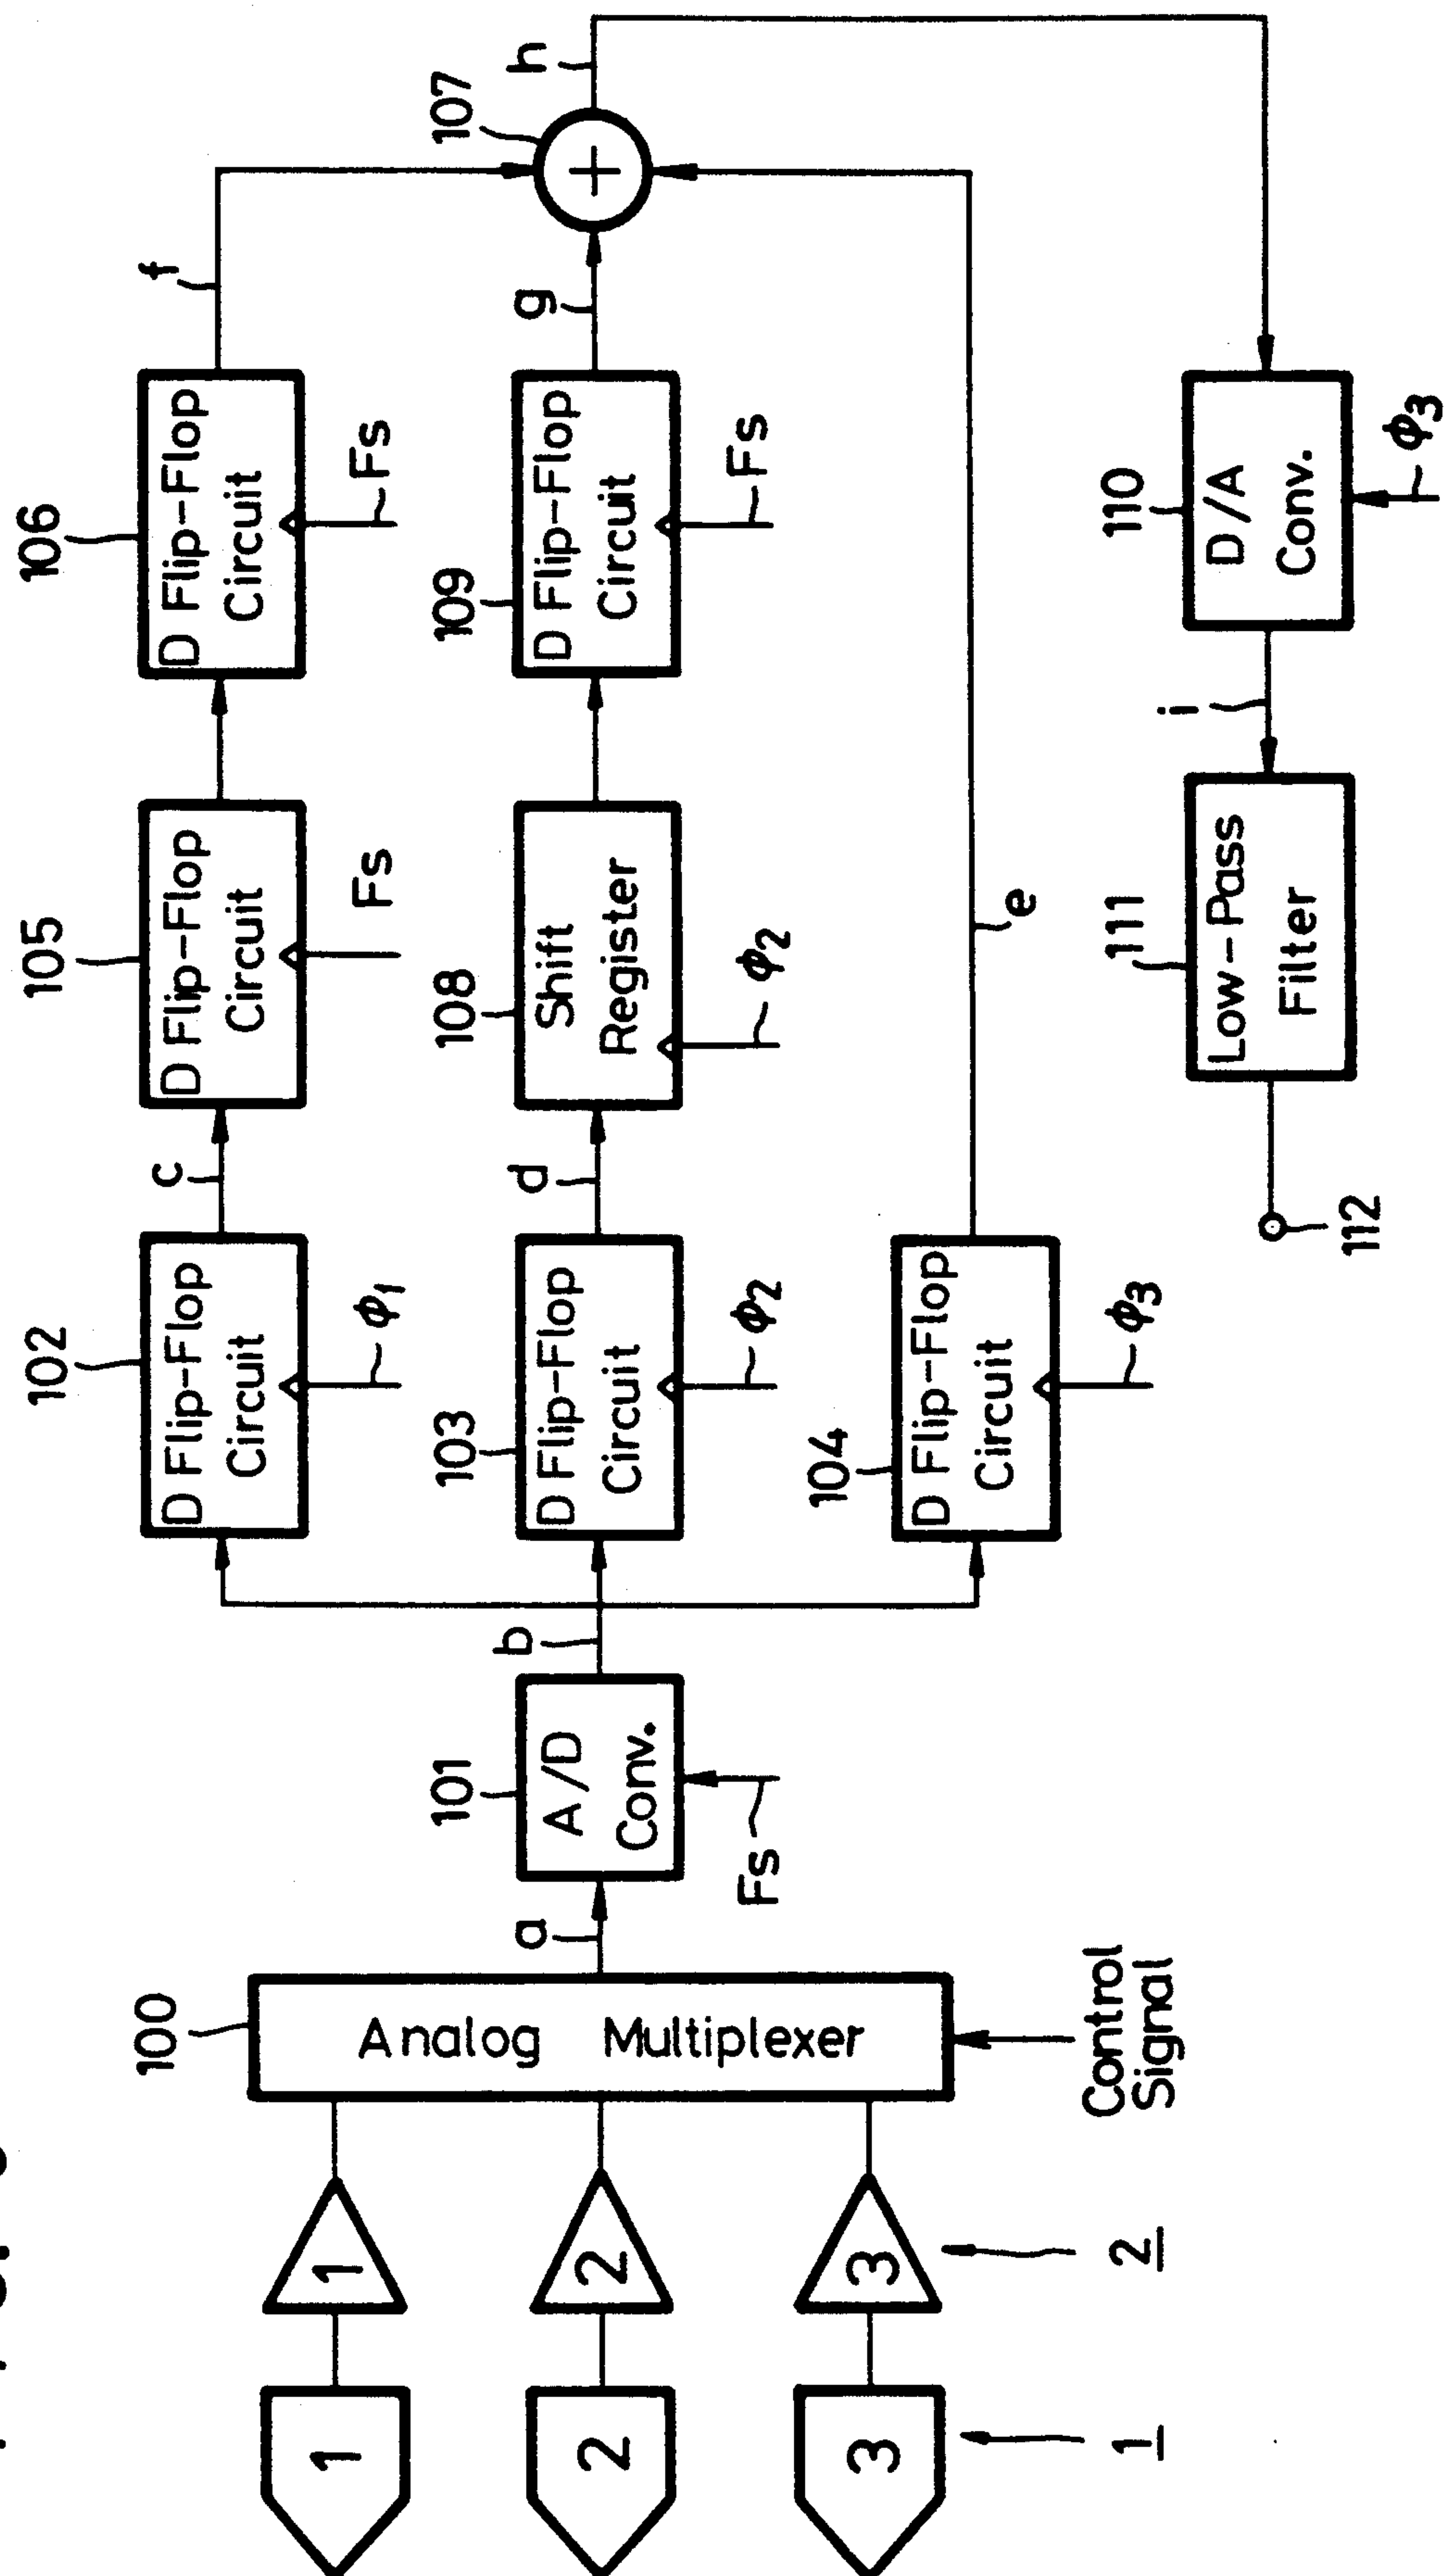 106
D Flip-Flop
Circuit
Fs
f
107
+
h
105
D Flip-Flop
Circuit
Fs
c
102
D Flip-Flop
Circuit
φ1
109
D Flip-Flop
Circuit
Fs
g
108
Shift
Register
φ2
d
103
D Flip-Flop
Circuit
φ2
104
D Flip-Flop
Circuit
φ3
e
b
101
A/D
Conv.
Fs
a
100
Analog Multiplexer
Control
Signal
1
2
3
2
1
2
3
1
110
D/A
Conv.
φ3
i
111
Low-Pass
Filter
112